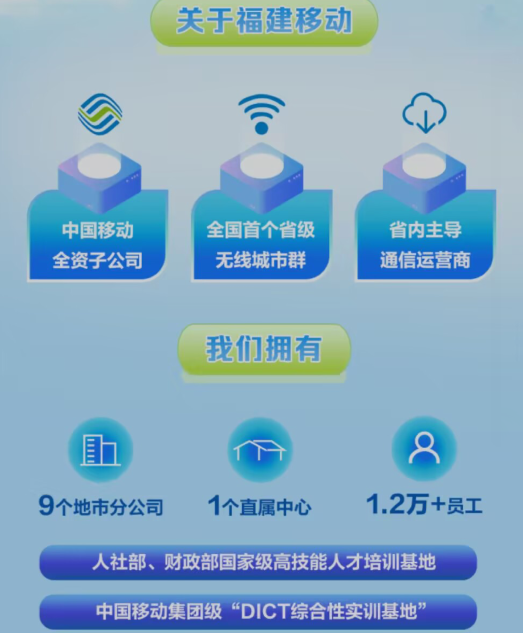 关于福建移动
中国移动
全资子公司
全国首个省级
无线城市群
省内主导
通信运营商
我们拥有
9个地市分公司
1个直属中心
1.2万+员工
人社部、财政部国家级高技能人才培训基地
中国移动集团级“DICT综合性实训基地”